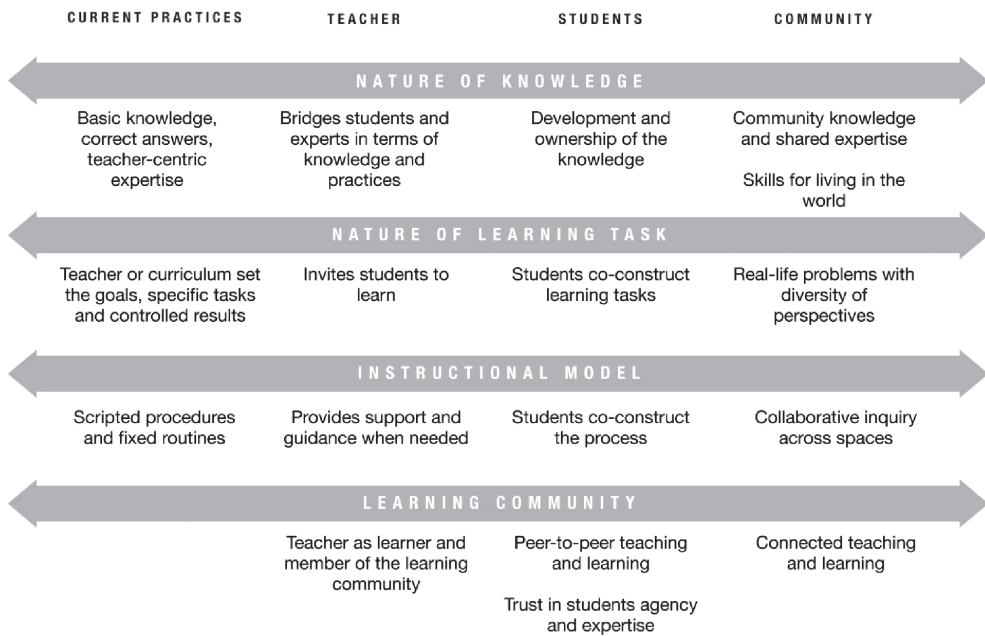 CURRENT PRACTICES TEACHER STUDENTS COMMUNITY
NATURE OF KNOWLEDGE
Basic knowledge,
correct answers,
teacher-centric
expertise
Bridges students and
experts in terms of
knowledge and
practices
Development and
ownership of the
knowledge
Community knowledge
and shared expertise
Skills for living in the
world
NATURE OF LEARNING TASK
Teacher or curriculum set
the goals, specific tasks
and controlled results
Invites students to
learn
Students co-construct
learning tasks
Real-life problems with
diversity of
perspectives
INSTRUCTIONAL MODEL
Scripted procedures
and fixed routines
Provides support and
guidance when needed
Students co-construct
the process
Collaborative inquiry
across spaces
LEARNING COMMUNITY
Teacher as learner and
member of the learning
community
Peer-to-peer teaching
and learning
Trust in students agency
and expertise
Connected teaching
and learning